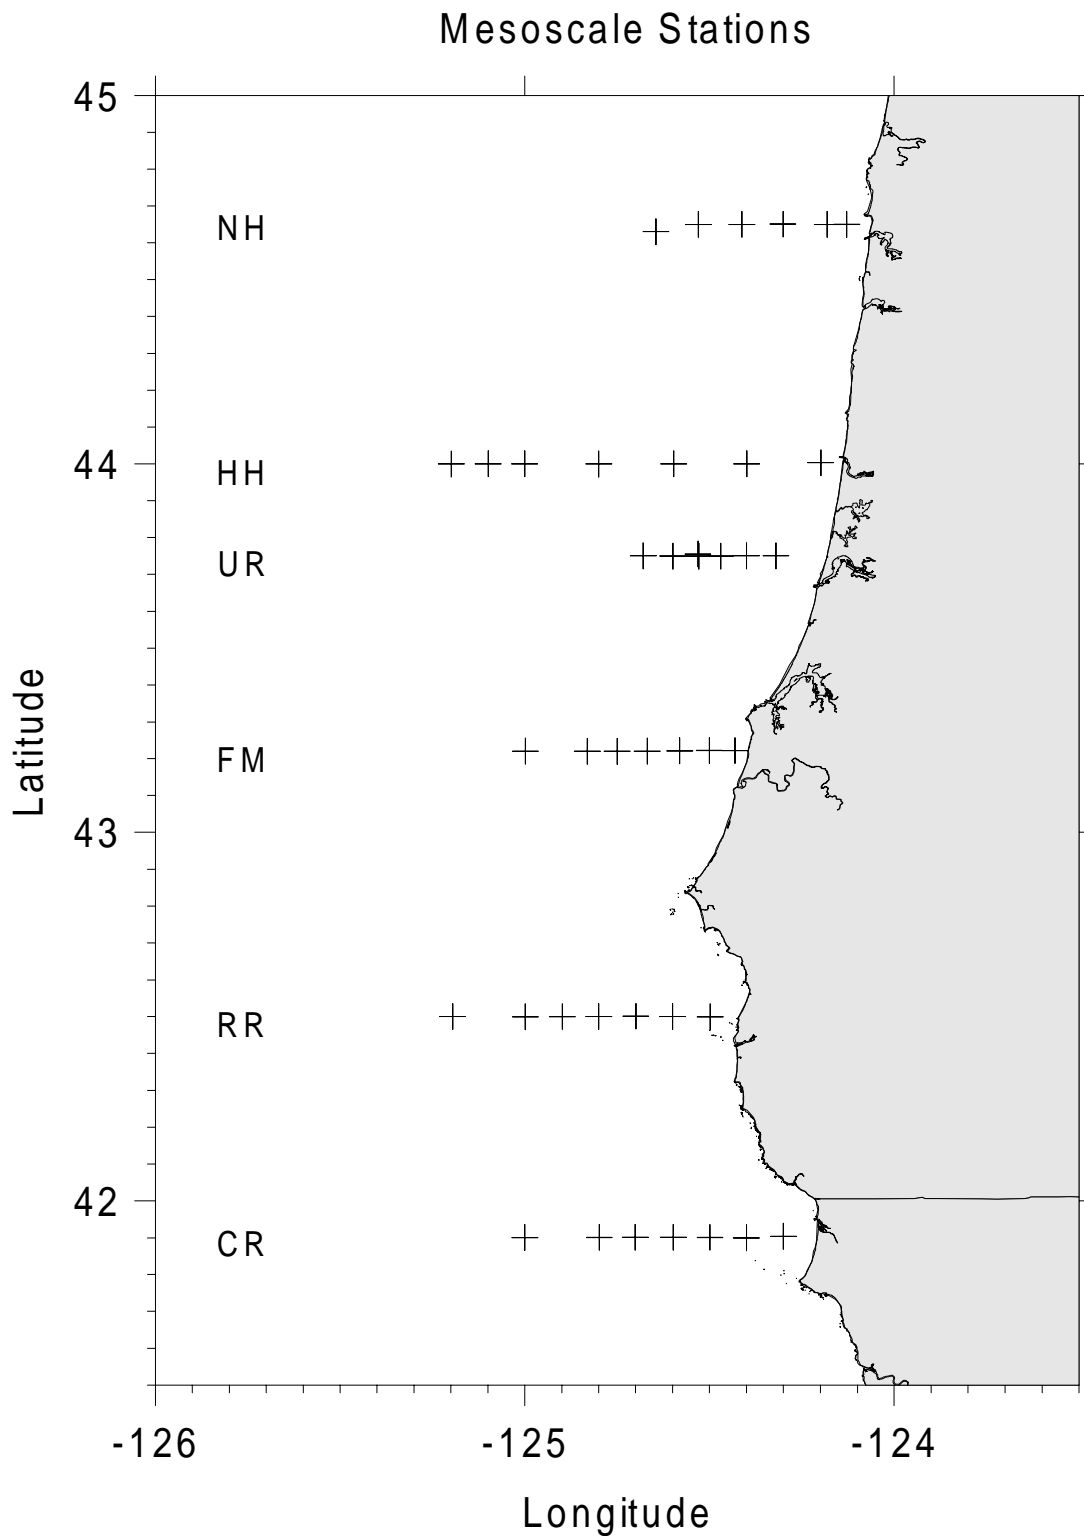 Mesoscale Stations
45
NH
44
HH
UR
Latitude
FM
43
RR
42
CR
-126 -125 -124
Longitude